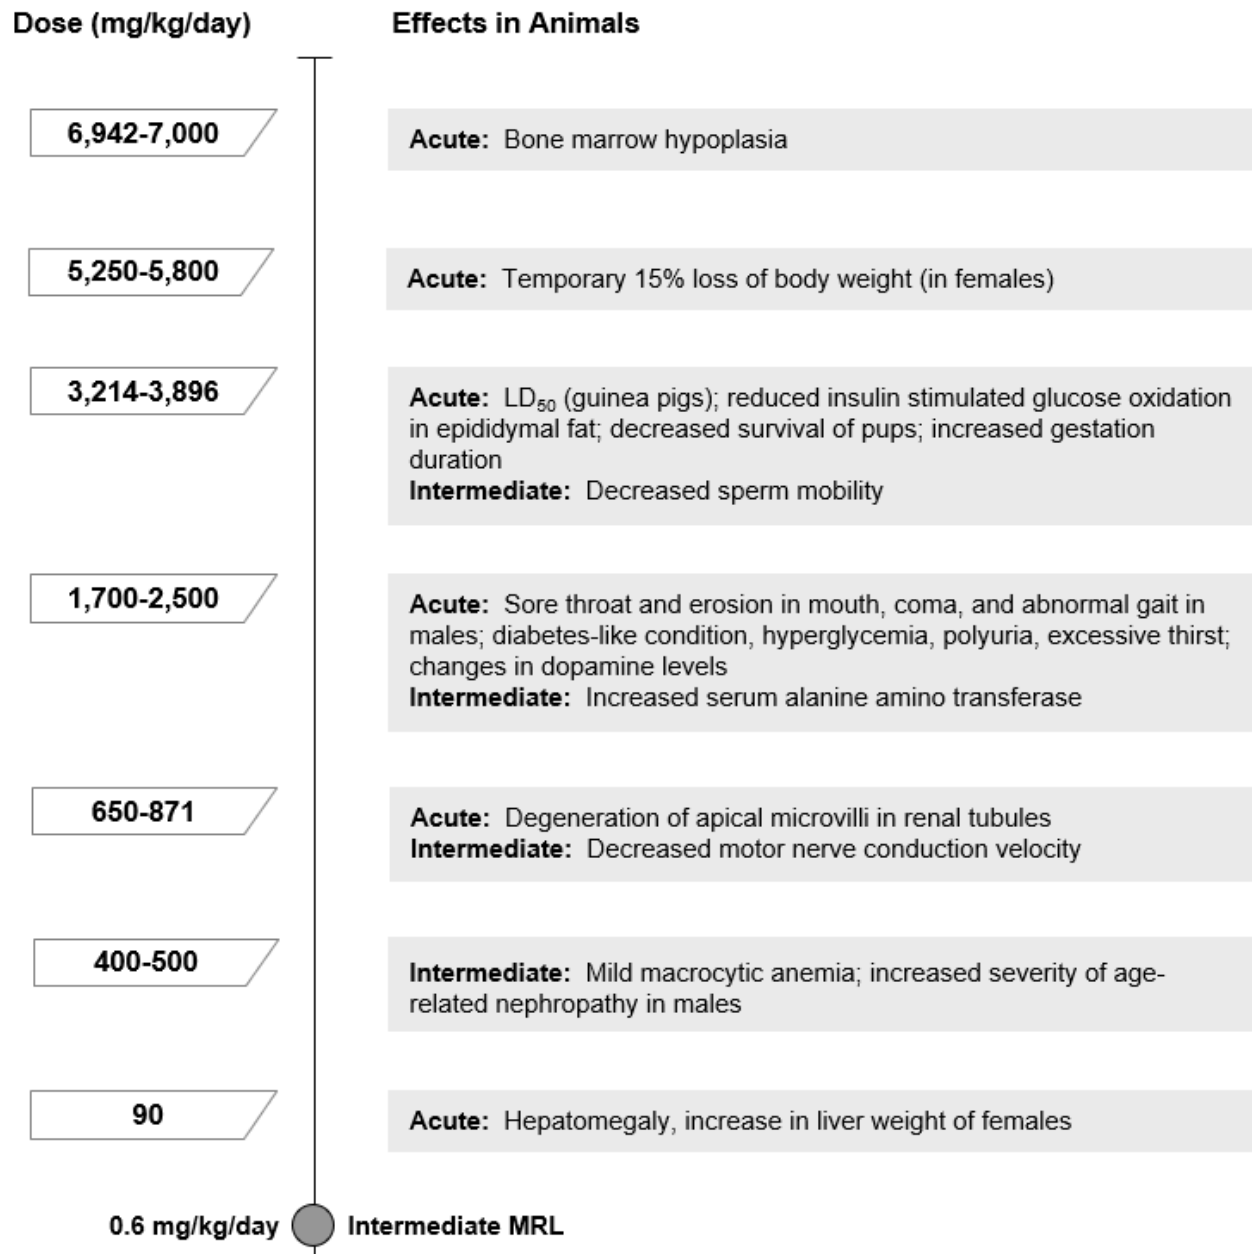 Dose (mg/kg/day) Effects in Animals
6,942-7,000
Acute: Bone marrow hypoplasia
5,250-5,800
Acute: Temporary 15% loss of body weight (in females)
3,214-3,896
Acute: LD50 (guinea pigs); reduced insulin stimulated glucose oxidation
in epididymal fat; decreased survival of pups; increased gestation
duration
Intermediate: Decreased sperm mobility
1,700-2,500
Acute: Sore throat and erosion in mouth, coma, and abnormal gait in
males; diabetes-like condition, hyperglycemia, polyuria, excessive thirst;
changes in dopamine levels
Intermediate: Increased serum alanine amino transferase
650-871
Acute: Degeneration of apical microvilli in renal tubules
Intermediate: Decreased motor nerve conduction velocity
400-500
Intermediate: Mild macrocytic anemia; increased severity of age-
related nephropathy in males
90
Acute: Hepatomegaly, increase in liver weight of females
0.6 mg/kg/day Intermediate MRL